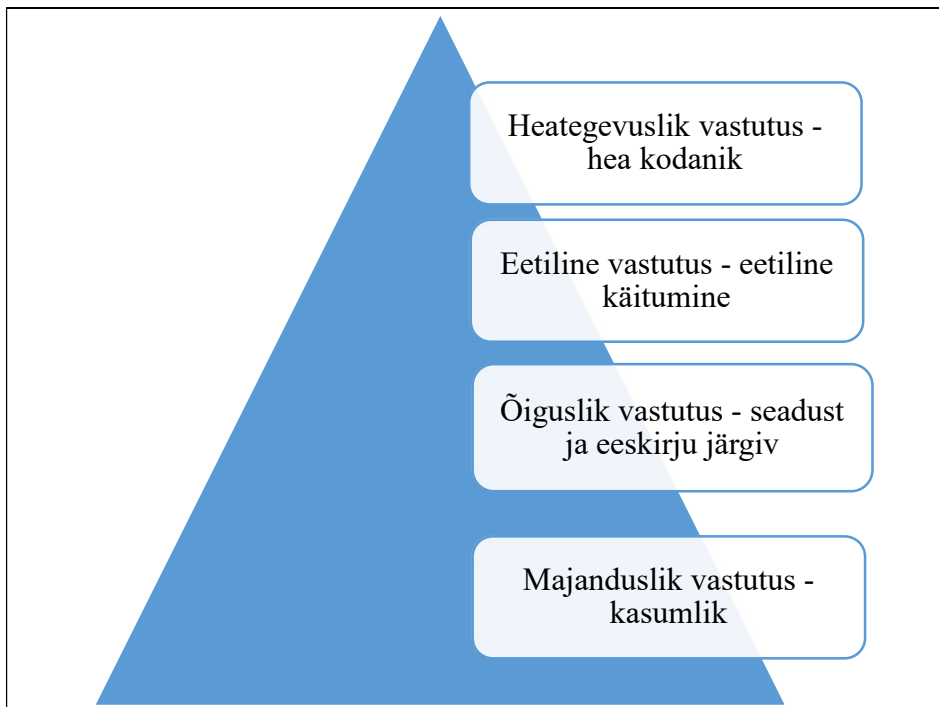 Heategevuslik vastutus -
hea kodanik
Eetiline vastutus - eetiline
käitumine
Õiguslik vastutus - seadust
ja eeskirju järgiv
Majanduslik vastutus -
kasumlik